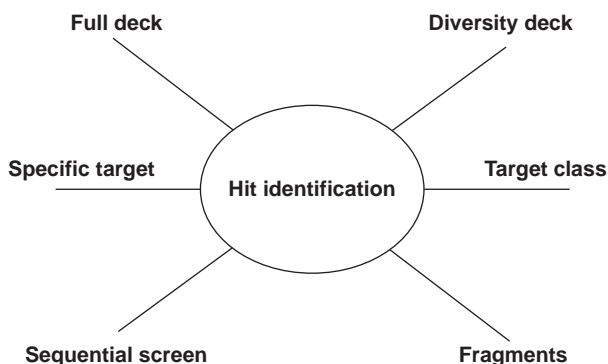 Full deck
Diversity deck
Specific target
Hit identification
Target class
Sequential screen
Fragments